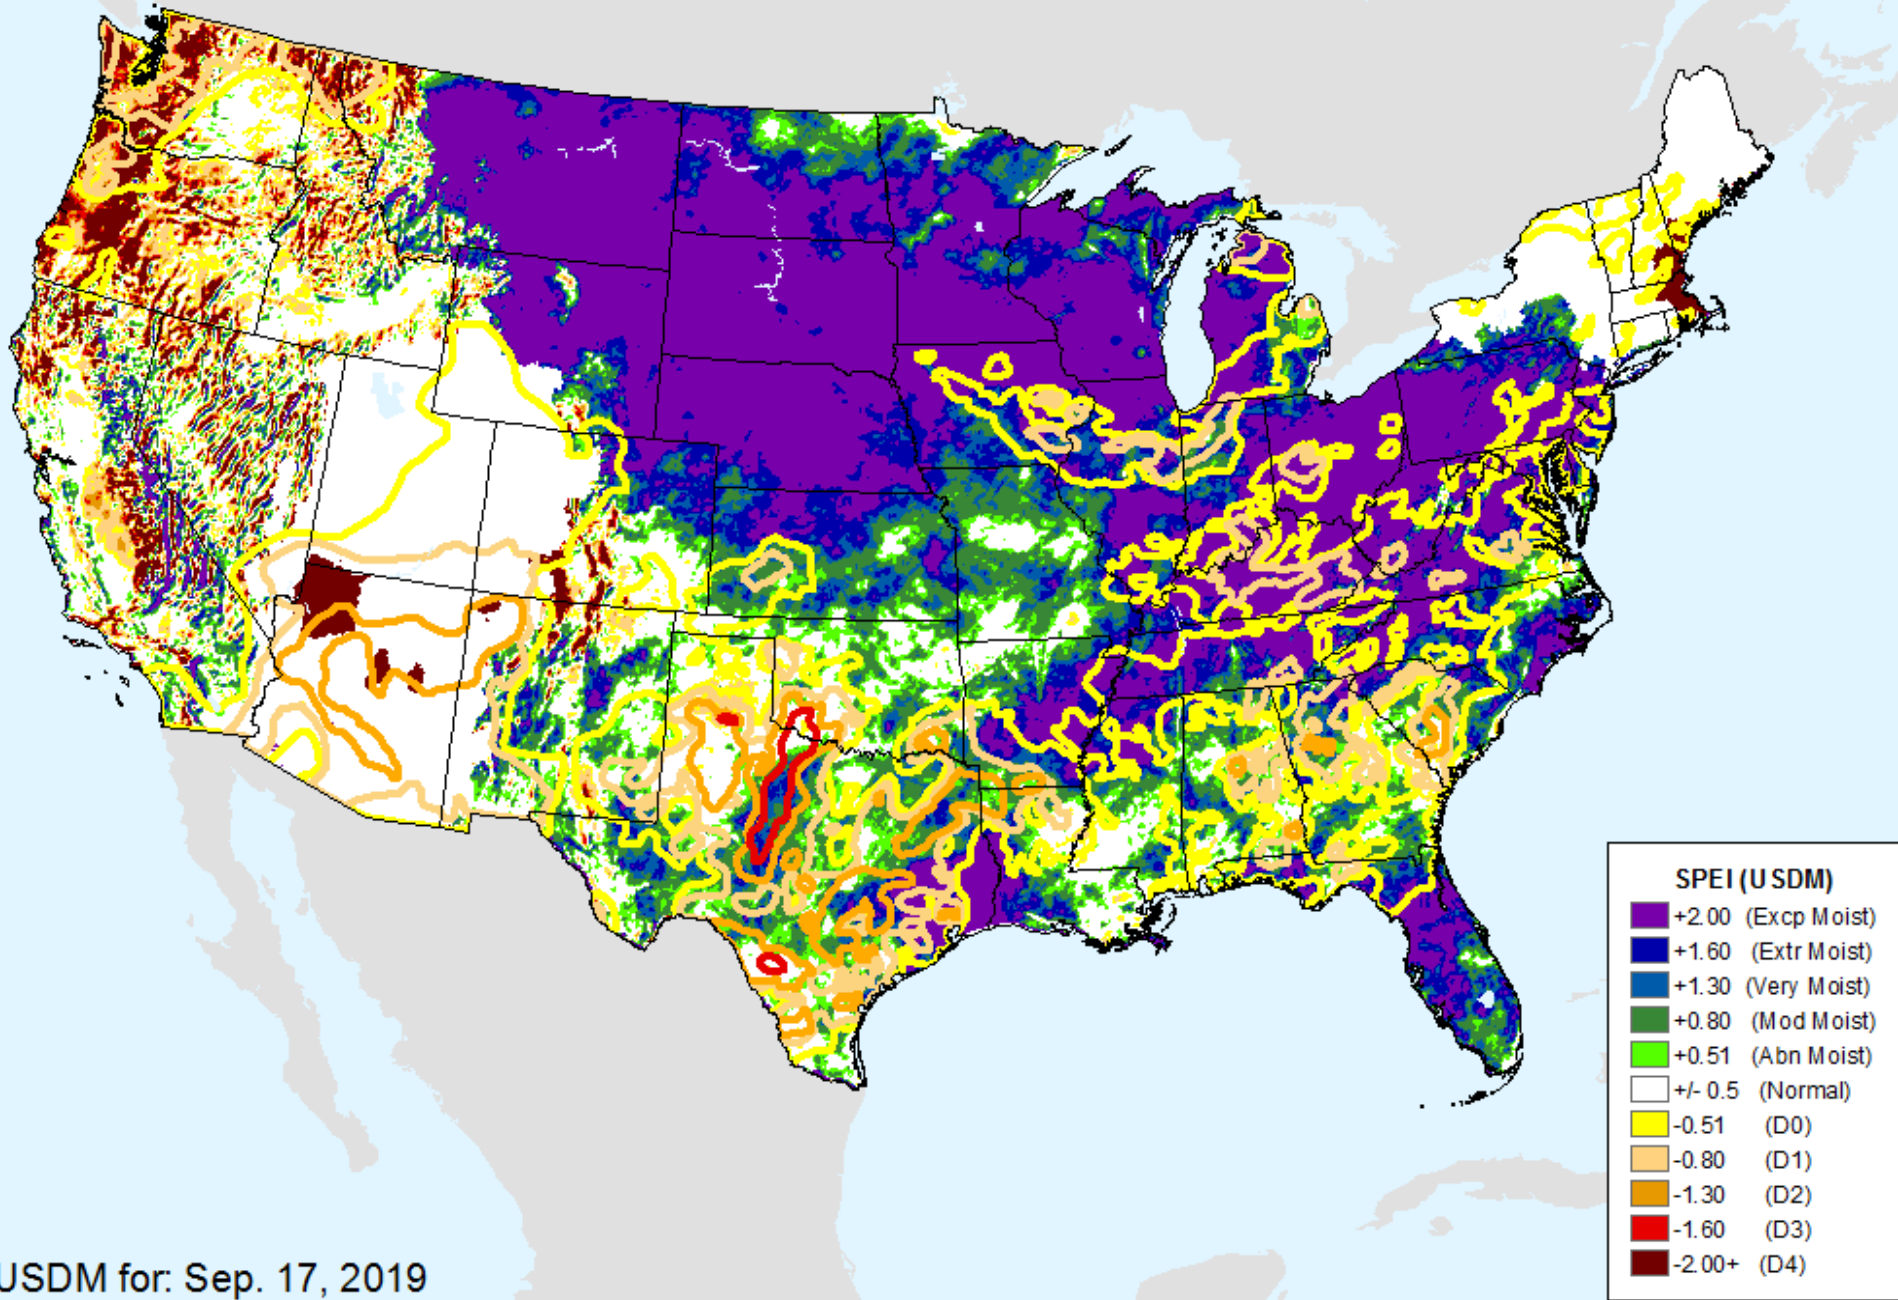 SPEI (USDM)
+2.00 (Excp Moist)
+1.60 (Extr Moist)
+1.30 (Very Moist)
+0.80 (Mod Moist)
+0.51 (Abn Moist)
+/- 0.5 (Normal)
-0.51 (D0)
-0.80 (D1)
-1.30 (D2)
-1.60 (D3)
-2.00+ (D4)
USDM for: Sep. 17, 2019